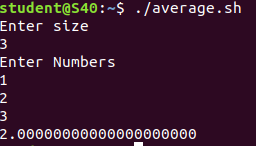 student@S40:~$ ./average.sh
Enter size
3
Enter Numbers
1
2
3
2.00000000000000000000